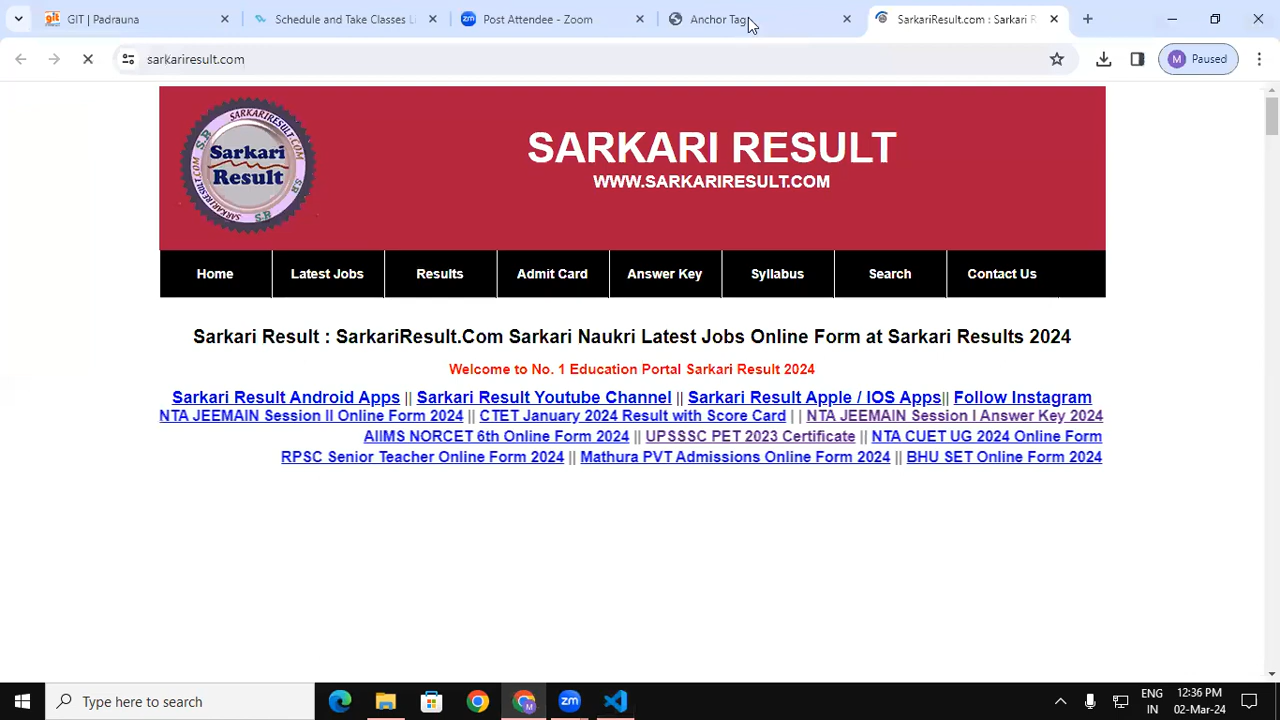 GIT | Padrauna
Schedule and Take Classes Li
Post Attendee - Zoom
Anchor Tag
SarkariResult.com : Sarkari R
sarkariresult.com
M Paused
SARKARIRESULT.COM
S.R
Sarkari
Result
SARKARIRESULT.COM
S.R
SARKARI RESULT
WWW.SARKARIRESULT.COM
Home Latest Jobs Results Admit Card Answer Key Syllabus Search Contact Us
Sarkari Result : SarkariResult.Com Sarkari Naukri Latest Jobs Online Form at Sarkari Results 2024
Welcome to No. 1 Education Portal Sarkari Result 2024
Sarkari Result Android Apps || Sarkari Result Youtube Channel || Sarkari Result Apple / IOS Apps|| Follow Instagram
NTA JEEMAIN Session II Online Form 2024 || CTET January 2024 Result with Score Card | | NTA JEEMAIN Session I Answer Key 2024
AIIMS NORCET 6th Online Form 2024 || UPSSSC PET 2023 Certificate || NTA CUET UG 2024 Online Form
RPSC Senior Teacher Online Form 2024 || Mathura PVT Admissions Online Form 2024 || BHU SET Online Form 2024
Type here to search
ENG
IN
12:36 PM
02-Mar-24